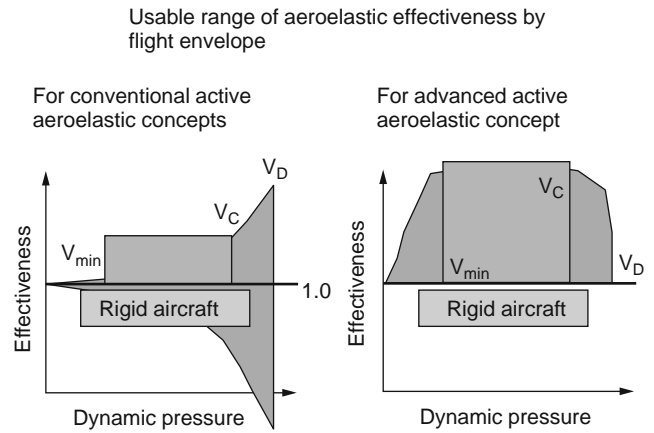 Usable range of aeroelastic effectiveness by
flight envelope
For conventional active
aeroelastic concepts
V_D
V_C
V_min
Effectiveness
1.0
Rigid aircraft
Dynamic pressure
For advanced active
aeroelastic concept
V_C
V_min
V_D
Effectiveness
Rigid aircraft
Dynamic pressure